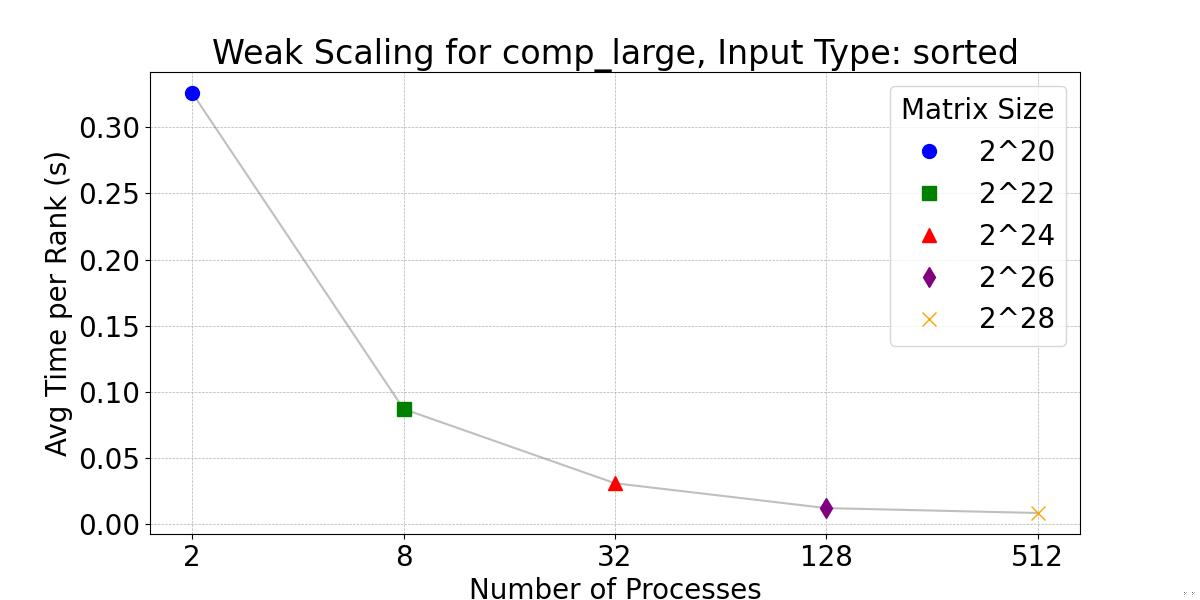 Weak Scaling for comp_large, Input Type: sorted
Avg Time per Rank (s)
0.30
0.25
0.20
0.15
0.10
0.05
0.00
Matrix Size
2^20
2^22
2^24
2^26
2^28
2 8 32 128 512
Number of Processes